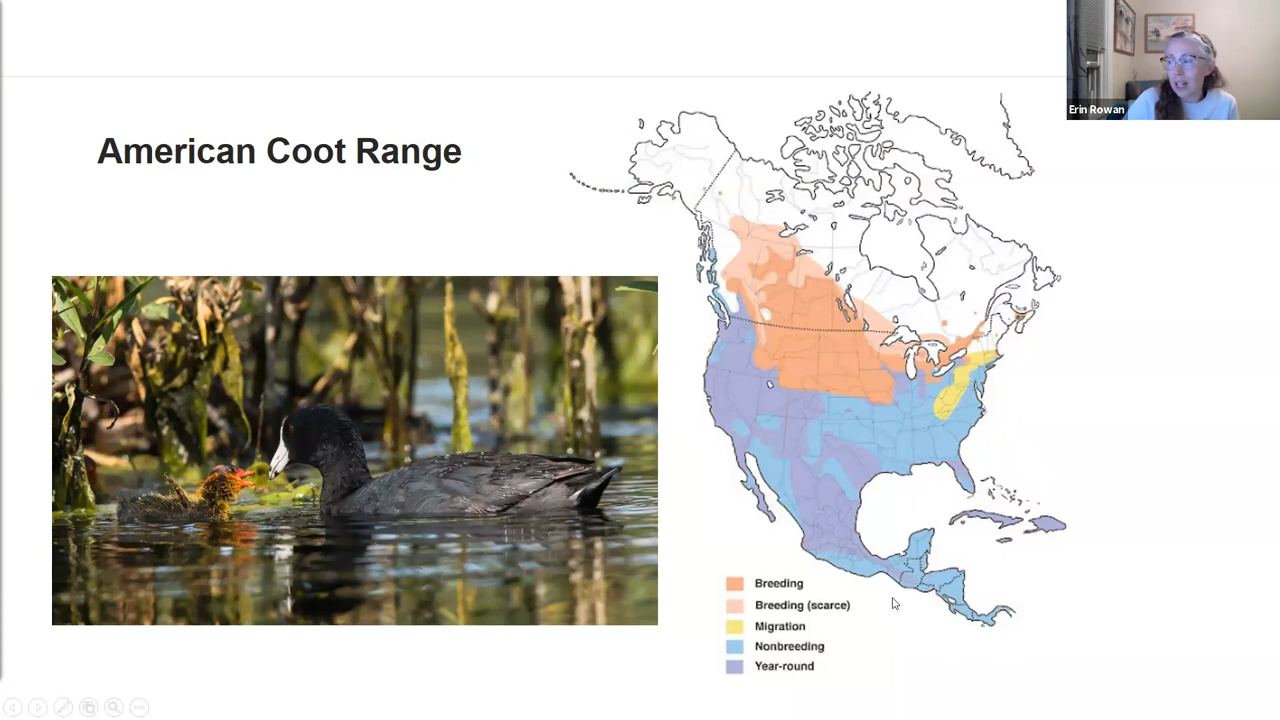 Erin Rowan
American Coot Range
Breeding
Breeding (scarce)
Migration
Nonbreeding
Year-round